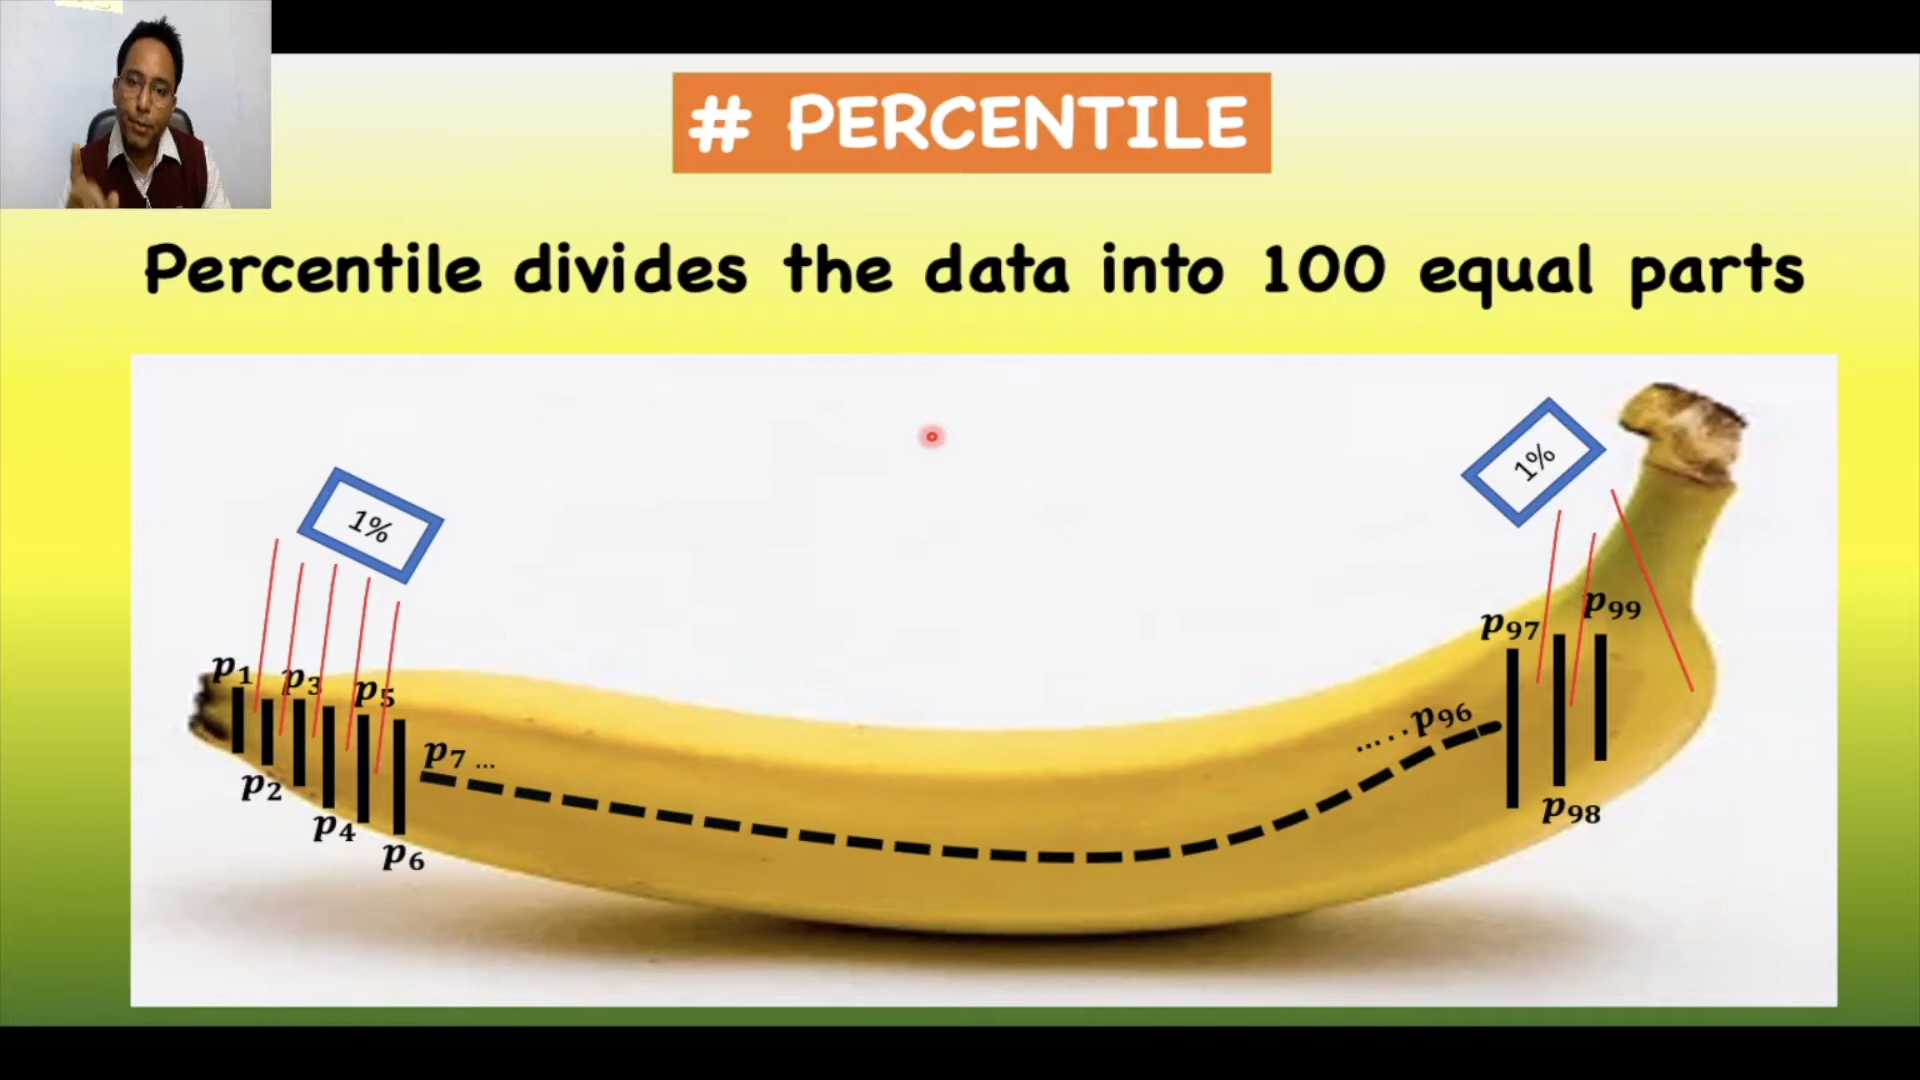 # PERCENTILE
Percentile divides the data into 100 equal parts
1%
1%
p₁ p₃ p₅
p₂ p₄ p₆
p₇ ...
.....p₉₆
p₉₇ p₉₉
p₉₈